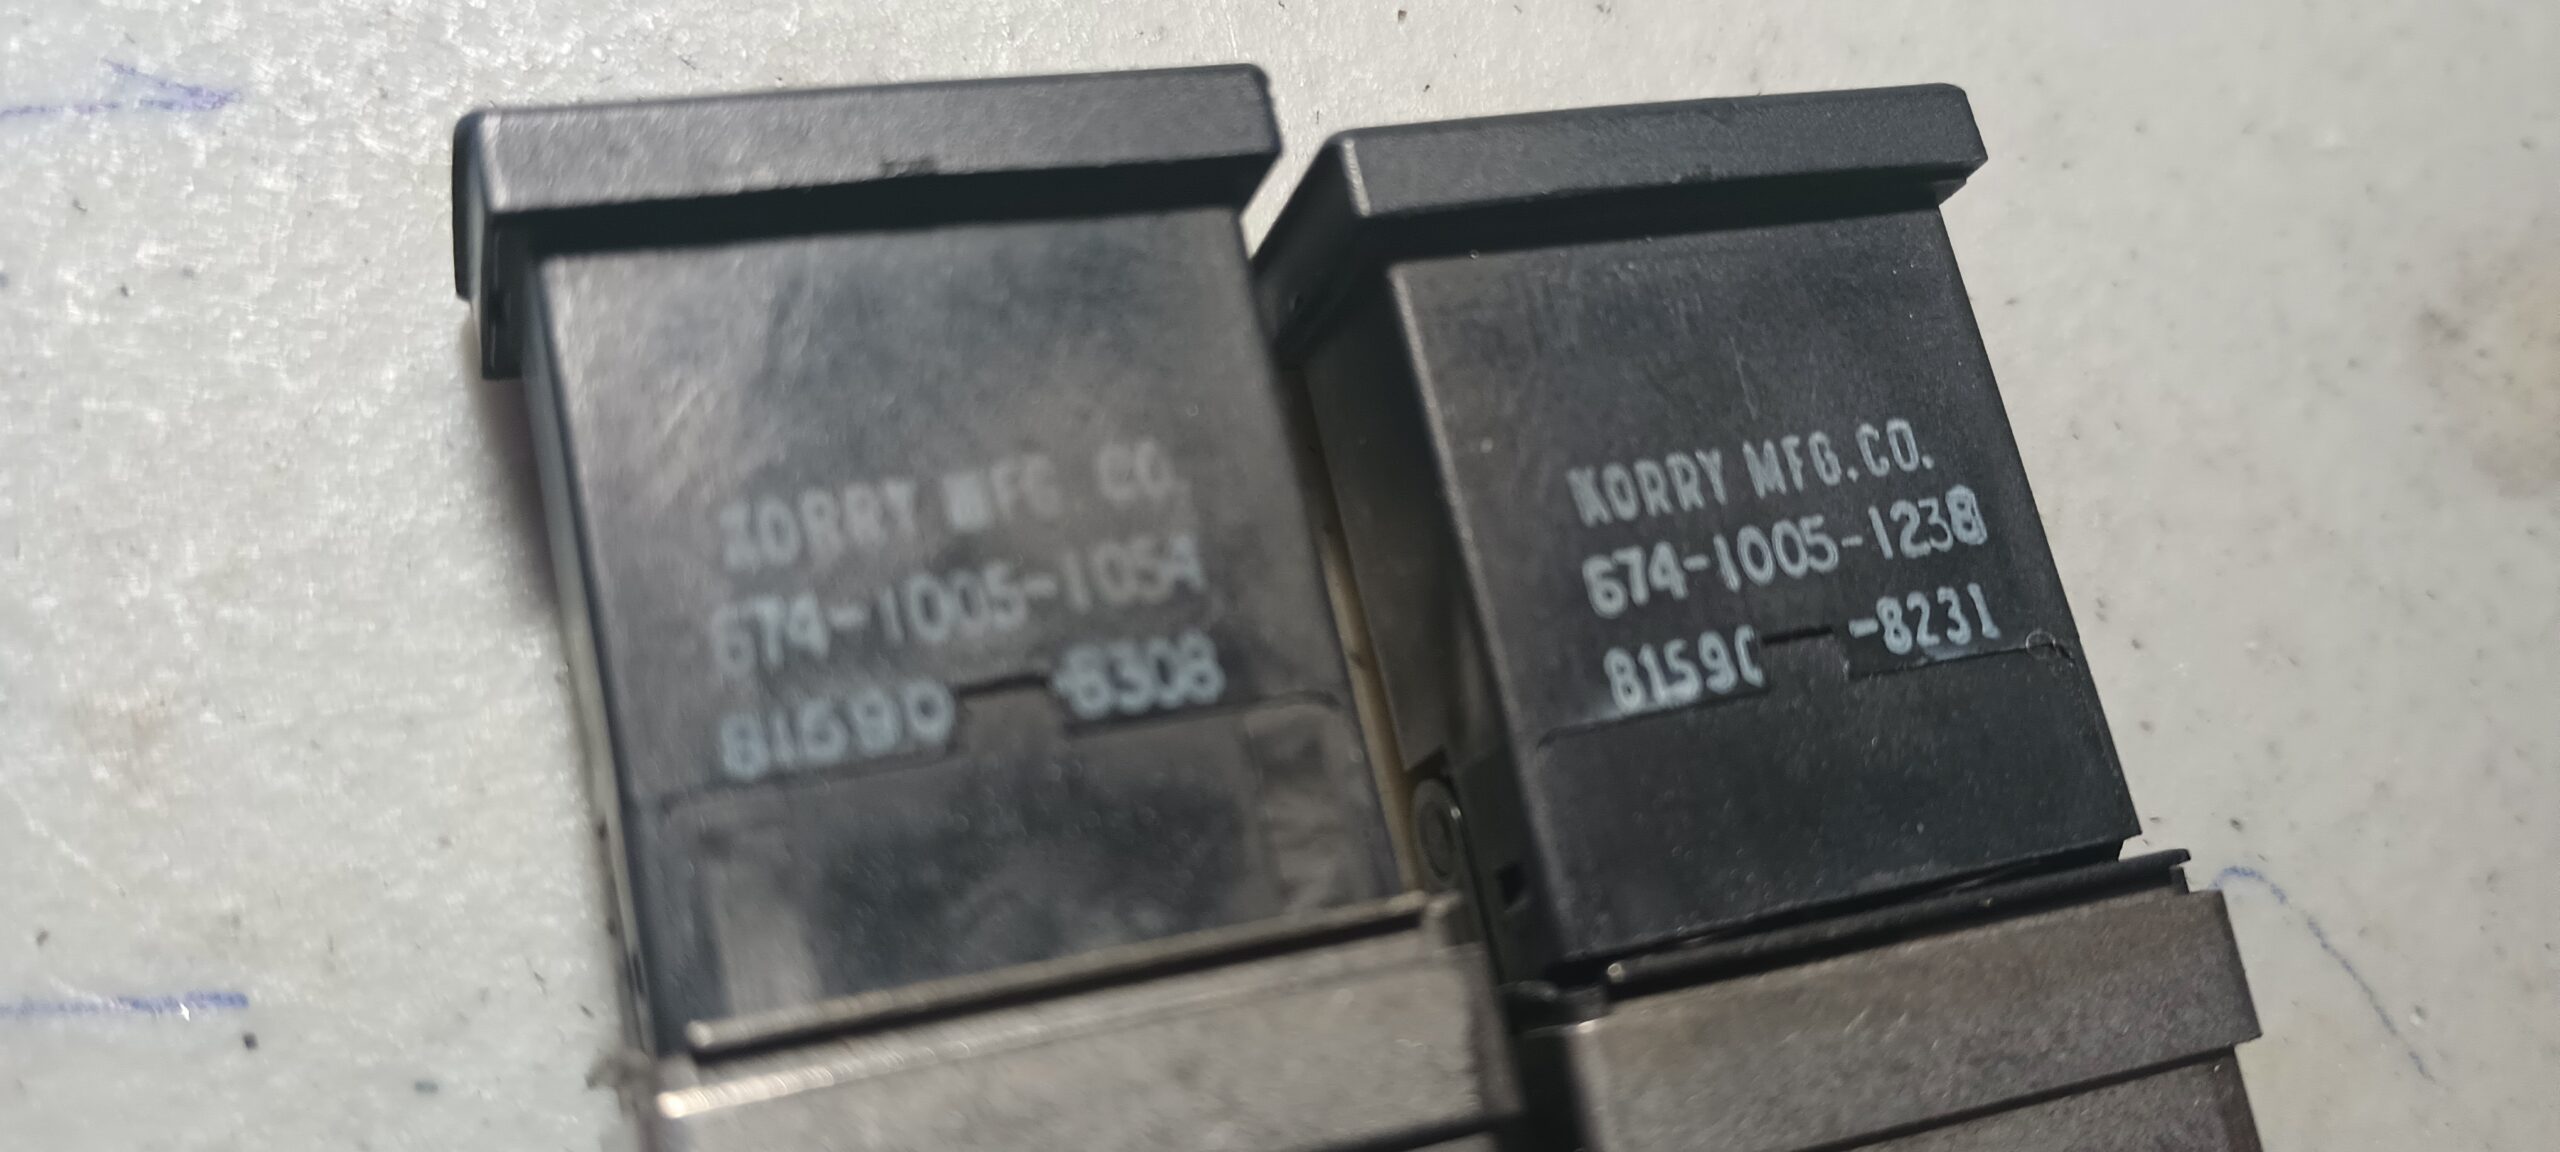 KORRY MFG. CO.
674-1005-1054
81590 -8308
KORRY MFG. CO.
674-1005-1238
81590 -8231